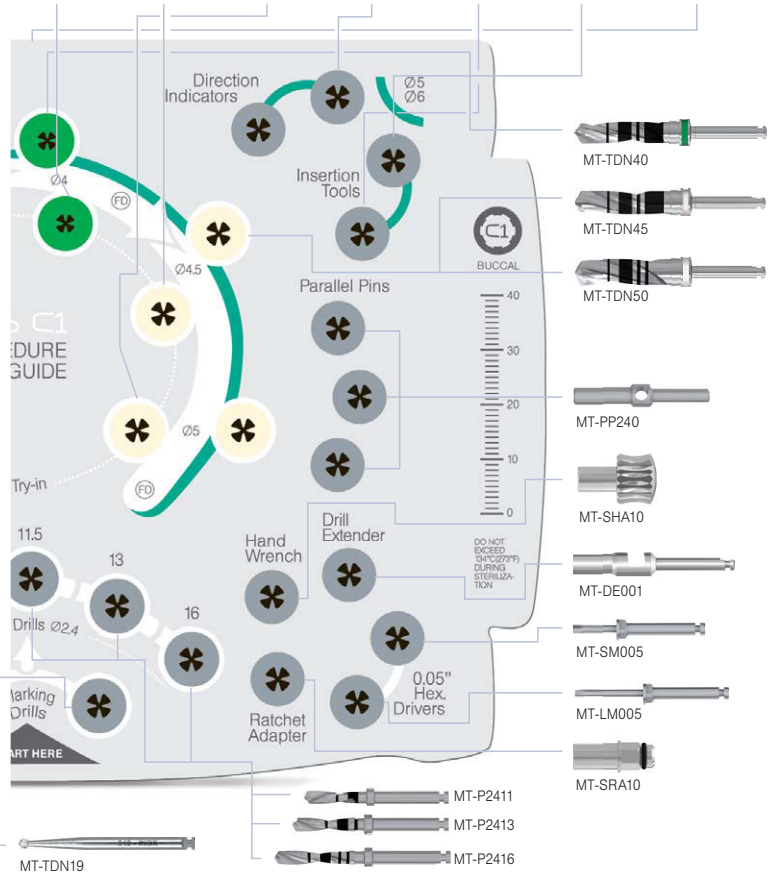 Direction
Indicators
Ø5
Ø6
Ø4
FD
Insertion
Tools
C1
BUCCAL
Ø4.5
Parallel Pins
C1
EDURE
GUIDE
40
30
20
10
0
Ø5
FD
Try-in
11.5
13
16
Drills Ø2.4
Marking
Drills
ART HERE
Hand
Wrench
Drill
Extender
DO NOT
EXCEED
134°C(273°F)
DURING
STERILIZA-
TION
0.05"
Hex.
Drivers
Ratchet
Adapter
MT-TDN40
MT-TDN45
MT-TDN50
MT-PP240
MT-SHA10
MT-DE001
MT-SM005
MT-LM005
MT-SRA10
MT-P2411
MT-P2413
MT-P2416
MT-TDN19